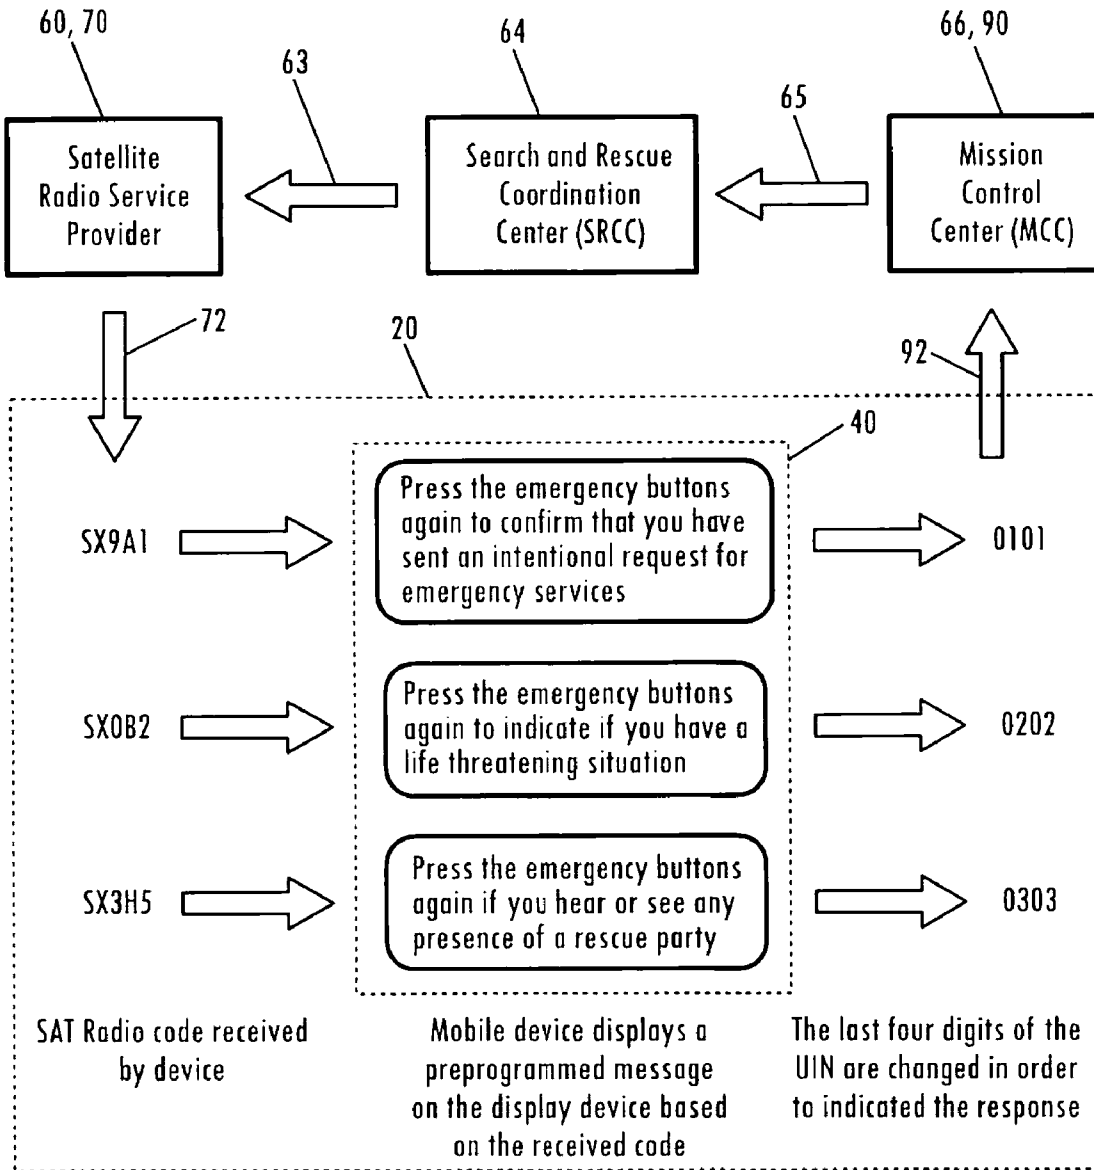 60, 70
63
64
66, 90
65
Satellite
Radio Service
Provider
Search and Rescue
Coordination
Center (SRCC)
Mission
Control
Center (MCC)
72
20
92
40
SX9A1
Press the emergency buttons
again to confirm that you have
sent an intentional request for
emergency services
0101
SX0B2
Press the emergency buttons
again to indicate if you have a
life threatening situation
0202
SX3H5
Press the emergency buttons
again if you hear or see any
presence of a rescue party
0303
SAT Radio code received
by device
Mobile device displays a
preprogrammed message
on the display device based
on the received code
The last four digits of the
UIN are changed in order
to indicated the response